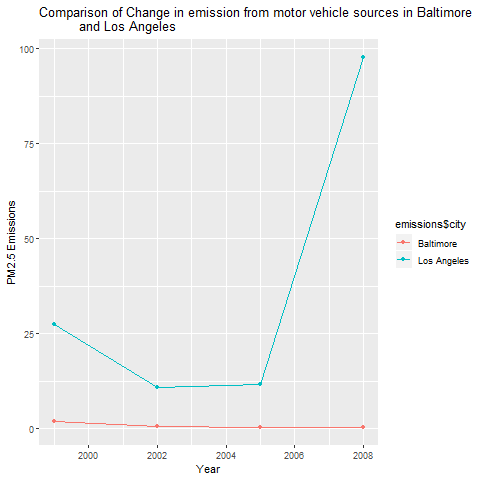 Comparison of Change in emission from motor vehicle sources in Baltimore
and Los Angeles
100
75
50
25
0
PM2.5 Emissions
2000 2002 2004 2006 2008
Year
emissions$city
Baltimore
Los Angeles